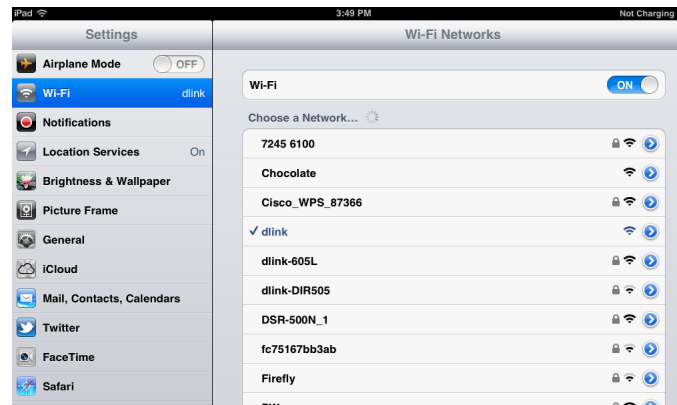 iPad 3:49 PM Not Charging
Settings
Wi-Fi Networks
Airplane Mode OFF
Wi-Fi dlink
Notifications
Location Services On
Brightness & Wallpaper
Picture Frame
General
iCloud
Mail, Contacts, Calendars
Twitter
FaceTime
Safari
Wi-Fi ON
Choose a Network...
7245 6100
Chocolate
Cisco_WPS_87366
dlink
dlink-605L
dlink-DIR505
DSR-500N_1
fc75167bb3ab
Firefly